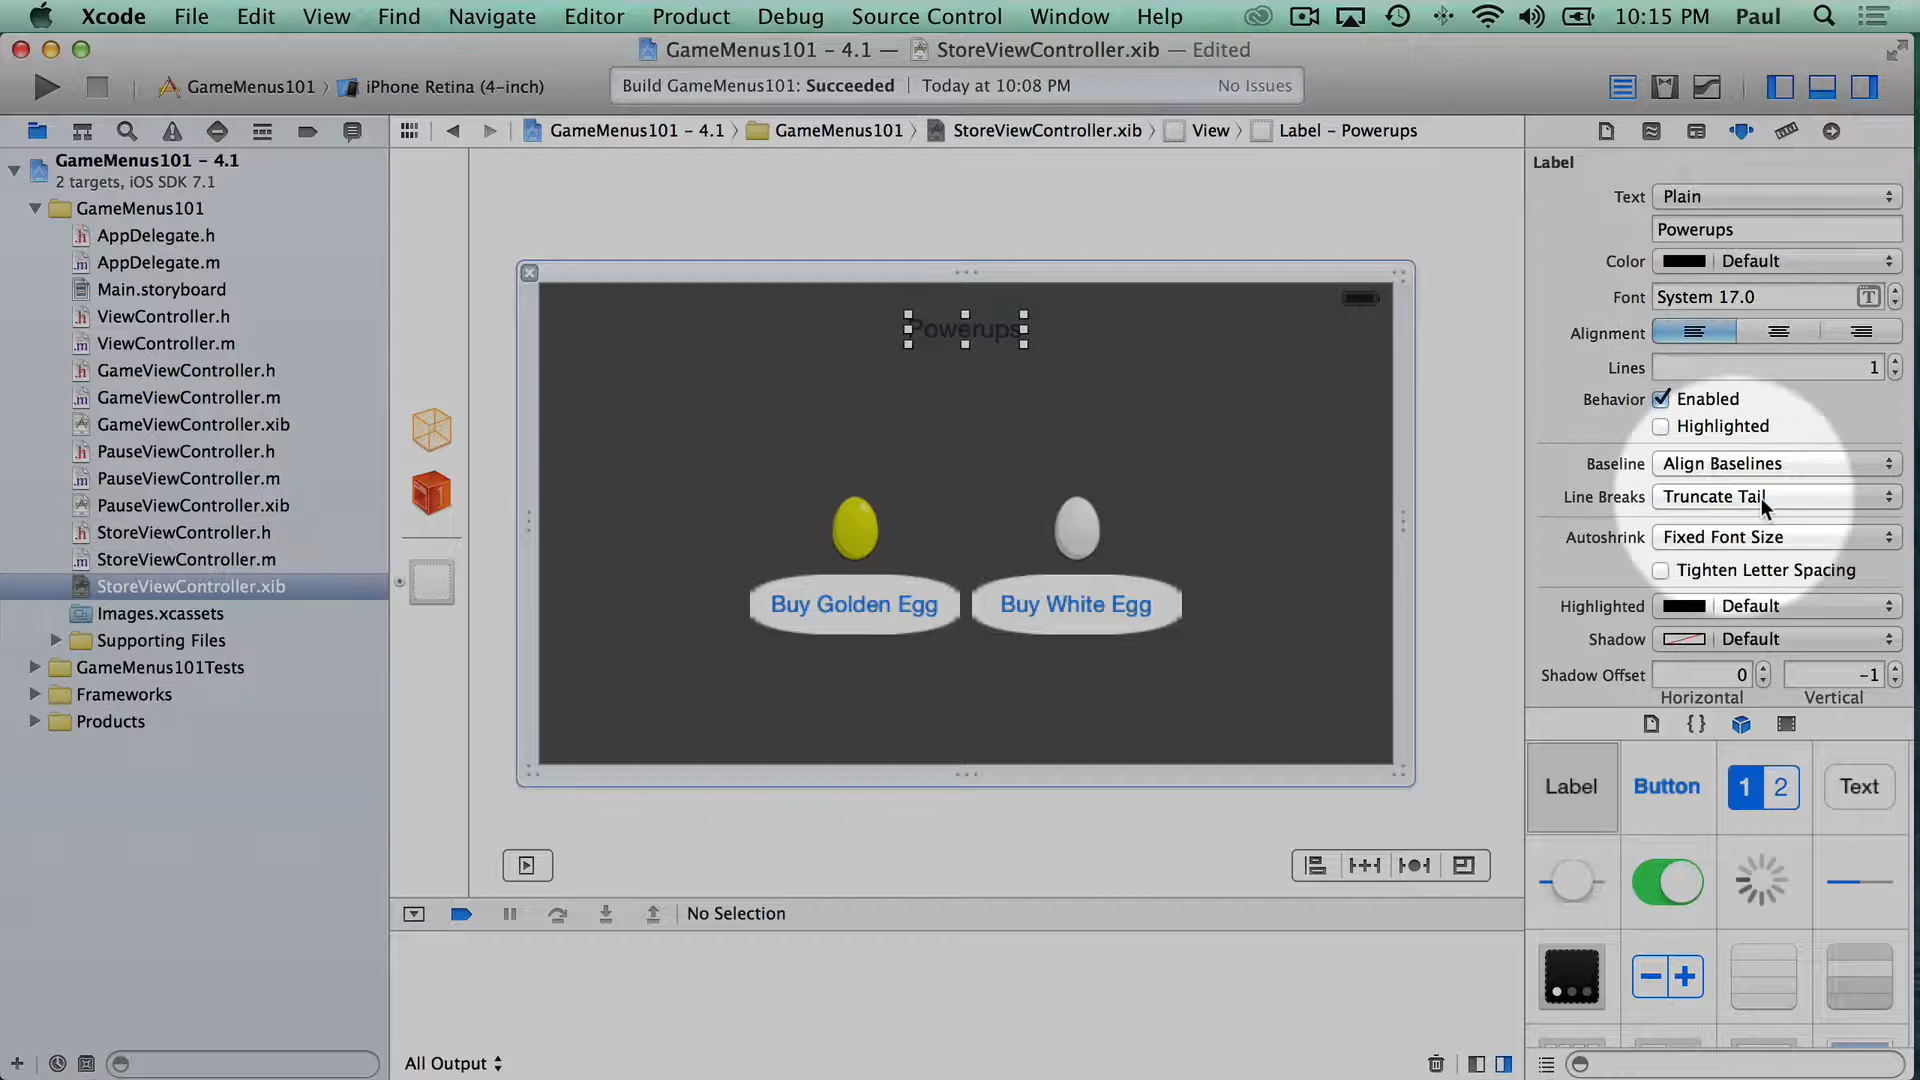 Xcode File Edit View Find Navigate Editor Product Debug Source Control Window Help 10:15 PM Paul
GameMenus101 - 4.1 — StoreViewController.xib — Edited
GameMenus101 〉 iPhone Retina (4-inch)
Build GameMenus101: Succeeded | Today at 10:08 PM No Issues
GameMenus101 - 4.1 〉 GameMenus101 〉 StoreViewController.xib 〉 View 〉 Label - Powerups
GameMenus101 - 4.1
2 targets, iOS SDK 7.1
GameMenus101
AppDelegate.h
AppDelegate.m
Main.storyboard
ViewController.h
ViewController.m
GameViewController.h
GameViewController.m
GameViewController.xib
PauseViewController.h
PauseViewController.m
PauseViewController.xib
StoreViewController.h
StoreViewController.m
StoreViewController.xib
Images.xcassets
Supporting Files
GameMenus101Tests
Frameworks
Products
Powerups
Buy Golden Egg
Buy White Egg
No Selection
All Output
Label
Text Plain
Powerups
Color Default
Font System 17.0
Alignment
Lines 1
Behavior Enabled
Highlighted
Baseline Align Baselines
Line Breaks Truncate Tail
Autoshrink Fixed Font Size
Tighten Letter Spacing
Highlighted Default
Shadow Default
Shadow Offset 0 -1
Horizontal Vertical
Label Button 1 2 Text